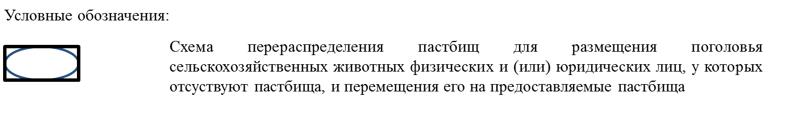 Условные обозначения:
Схема перераспределения пастбищ для размещения поголовья
сельскохозяйственных животных физических и (или) юридических лиц, у которых
отсуствуют пастбища, и перемещения его на предоставляемые пастбища